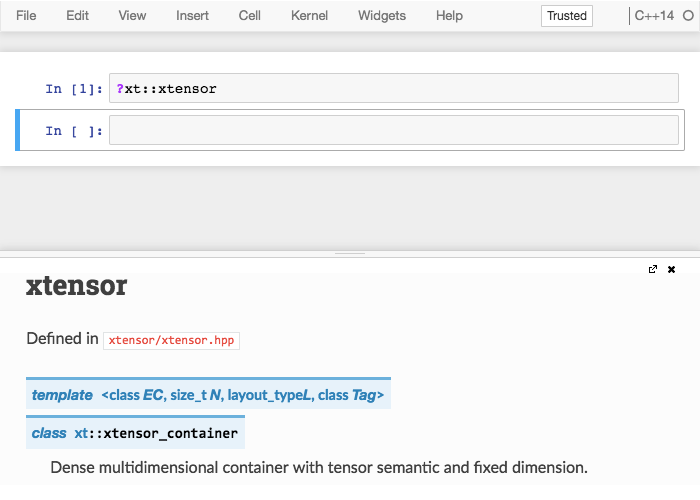 File Edit View Insert Cell Kernel Widgets Help Trusted C++14
In [1]: ?xt::xtensor
In [ ]:
xtensor
Defined in xtensor/xtensor.hpp
template <class EC, size_t N, layout_typeL, class Tag>
class xt::xtensor_container
Dense multidimensional container with tensor semantic and fixed dimension.